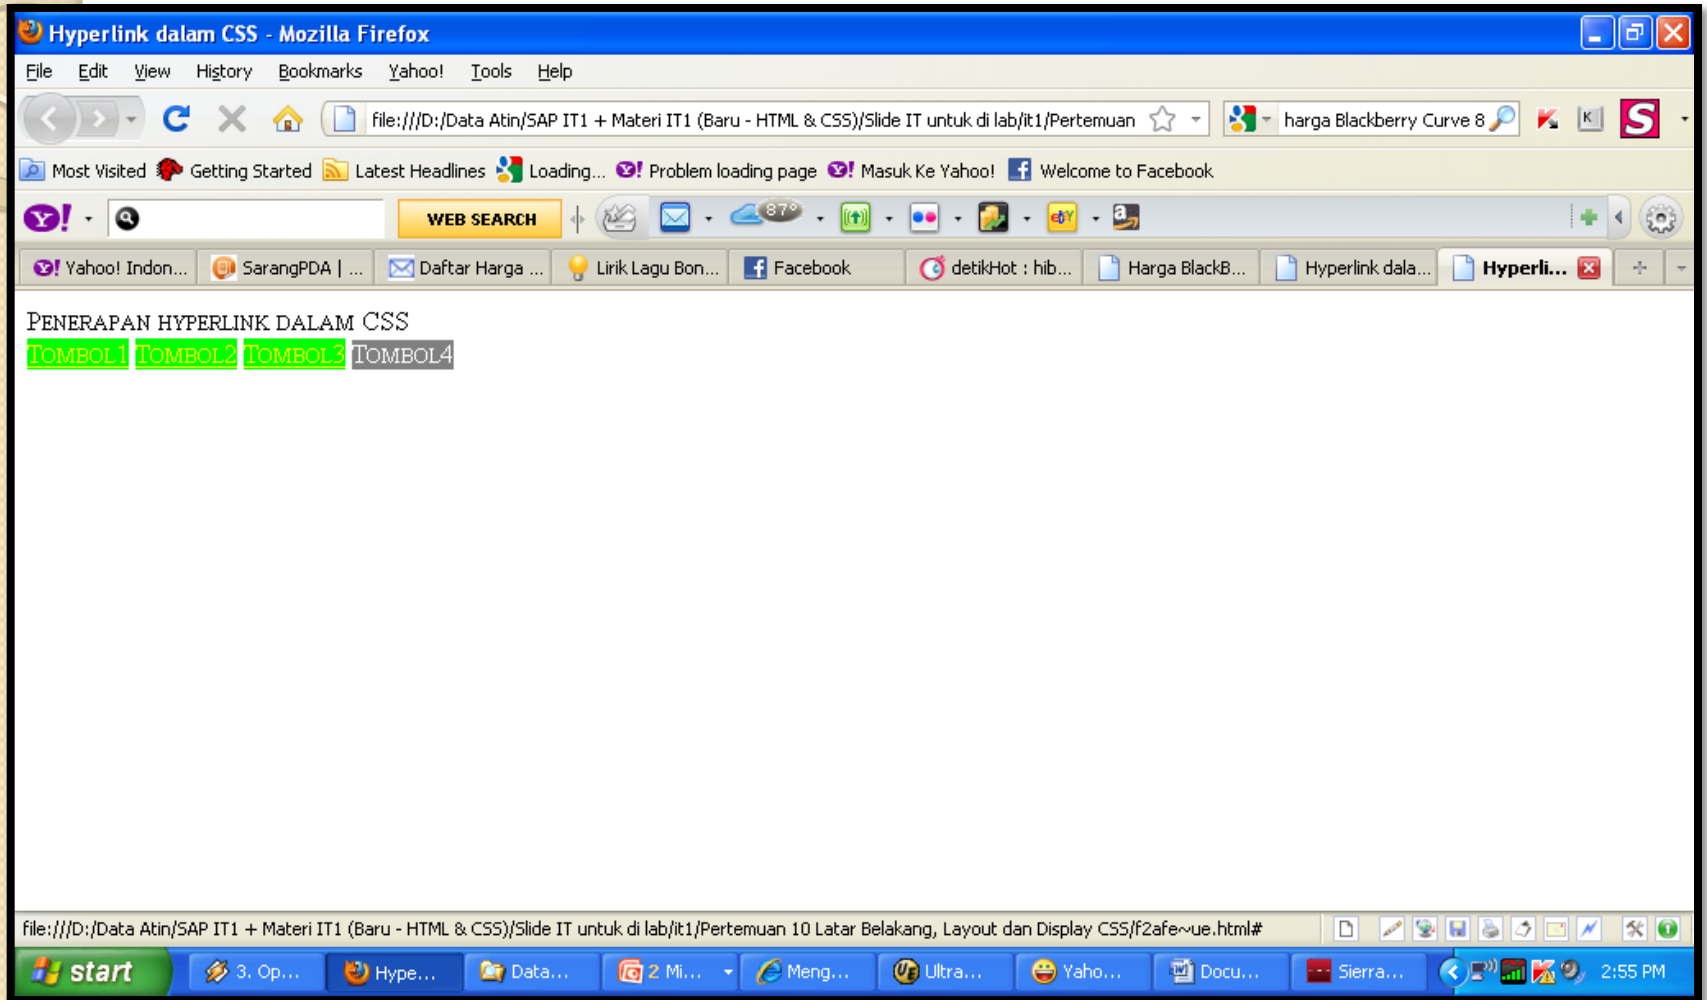 Hyperlink dalam CSS - Mozilla Firefox
File Edit View History Bookmarks Yahoo! Tools Help
file:///D:/Data Atin/SAP IT1 + Materi IT1 (Baru - HTML & CSS)/Slide IT untuk di lab/it1/Pertemuan harga Blackberry Curve 8 K S
Most Visited Getting Started Latest Headlines Loading... Y! Problem loading page Y! Masuk Ke Yahoo! f Welcome to Facebook
Y! WEB SEARCH 87° ebY a
Y! Yahoo! Indon... SarangPDA | ... Daftar Harga ... Lirik Lagu Bon... f Facebook detikHot : hib... Harga BlackB... Hyperlink dala... Hyperli...
Penerapan hyperlink dalam CSS
Tombol1 Tombol2 Tombol3 Tombol4
file:///D:/Data Atin/SAP IT1 + Materi IT1 (Baru - HTML & CSS)/Slide IT untuk di lab/it1/Pertemuan 10 Latar Belakang, Layout dan Display CSS/f2afe~ue.html#
start 3. Op... Hype... Data... 2 Mi... Meng... Ultra... Yaho... Docu... Sierra... 2:55 PM